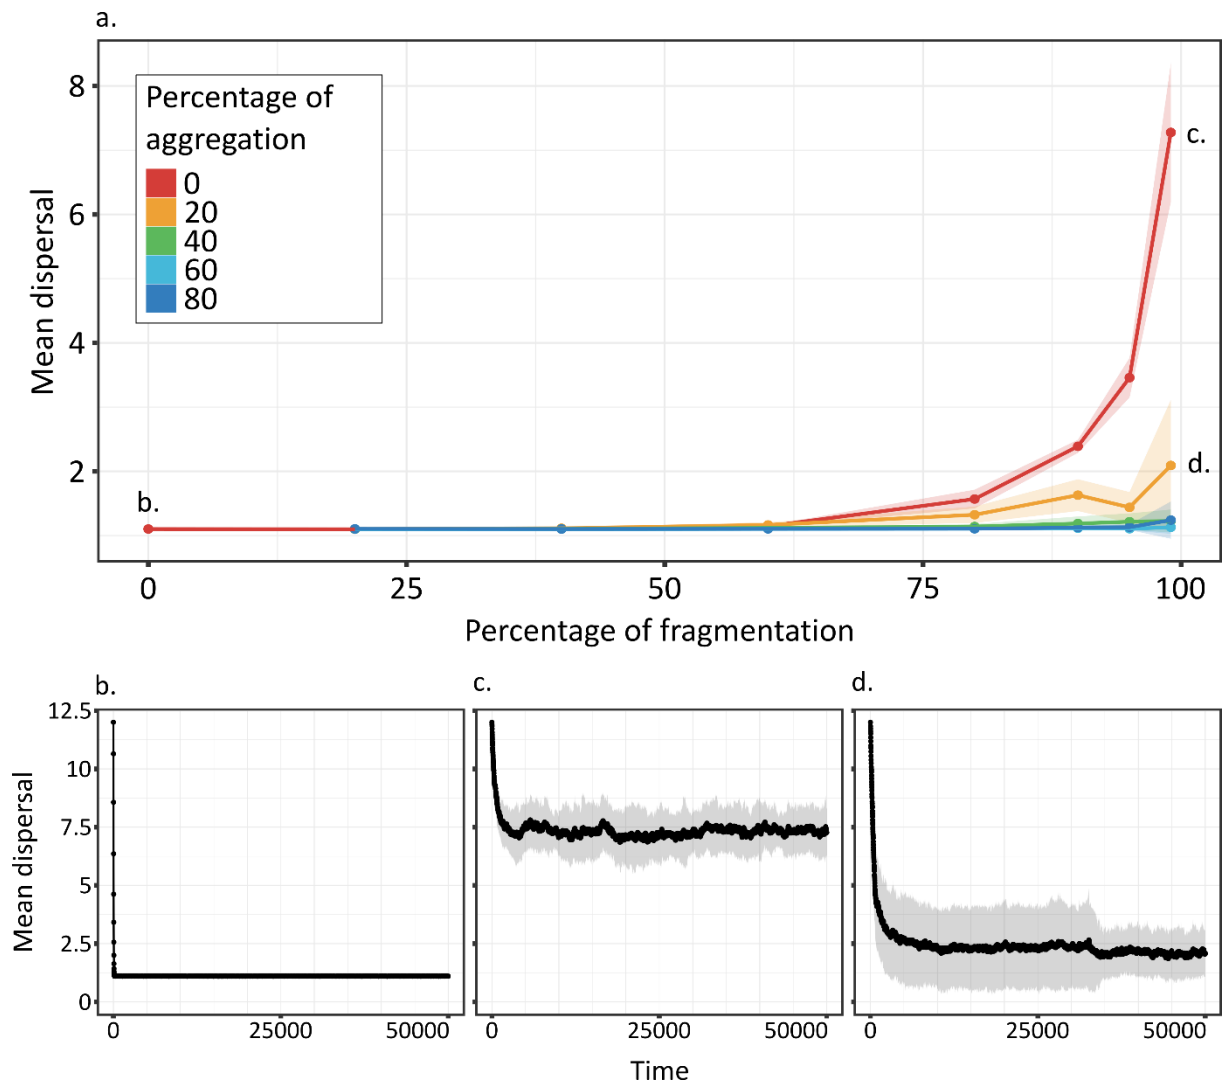 a.
8
6
4
2
Mean dispersal
Percentage of
aggregation
0
20
40
60
80
b.
c.
d.
0 25 50 75 100
Percentage of fragmentation
b. c. d.
12.5
10
7.5
5
2.5
0
Mean dispersal
0 25000 50000 0 25000 50000 0 25000 50000
Time